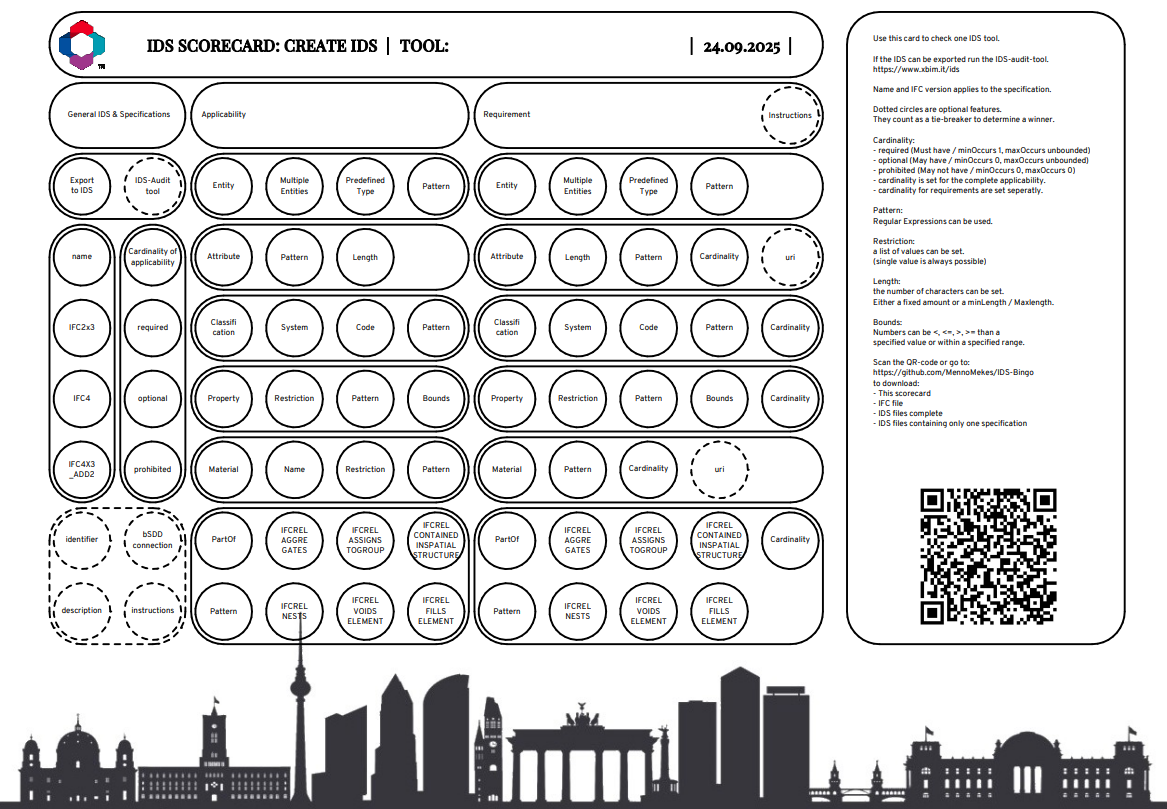 IDS SCORECARD: CREATE IDS | TOOL:
| 24.09.2025 |
TM
General IDS & Specifications
Applicability
Requirement
Instructions
Export
to IDS
IDS-Audit
tool
Entity
Multiple
Entities
Predefined
Type
Pattern
Entity
Multiple
Entities
Predefined
Type
Pattern
name
Cardinality of
applicability
Attribute
Pattern
Length
Attribute
Length
Pattern
Cardinality
uri
IFC2x3
required
Classifi
cation
System
Code
Pattern
Classifi
cation
System
Code
Pattern
Cardinality
IFC4
optional
Property
Restriction
Pattern
Bounds
Property
Restriction
Pattern
Bounds
Cardinality
IFC4X3
_ADD2
prohibited
Material
Name
Restriction
Pattern
Material
Pattern
Cardinality
uri
identifier
bSDD
connection
PartOf
IFCREL
AGGRE
GATES
IFCREL
ASSIGNS
TOGROUP
IFCREL
CONTAINED
INSPATIAL
STRUCTURE
PartOf
IFCREL
AGGRE
GATES
IFCREL
ASSIGNS
TOGROUP
IFCREL
CONTAINED
INSPATIAL
STRUCTURE
Cardinality
description
instructions
Pattern
IFCREL
NESTS
IFCREL
VOIDS
ELEMENT
IFCREL
FILLS
ELEMENT
Pattern
IFCREL
NESTS
IFCREL
VOIDS
ELEMENT
IFCREL
FILLS
ELEMENT
Use this card to check one IDS tool.
If the IDS can be exported run the IDS-audit-tool.
https://www.xbim.it/ids
Name and IFC version applies to the specification.
Dotted circles are optional features.
They count as a tie-breaker to determine a winner.
Cardinality:
- required (Must have / minOccurs 1, maxOccurs unbounded)
- optional (May have / minOccurs 0, maxOccurs unbounded)
- prohibited (May not have / minOccurs 0, maxOccurs 0)
- cardinality is set for the complete applicability.
- cardinality for requirements are set seperatly.
Pattern:
Regular Expressions can be used.
Restriction:
a list of values can be set.
(single value is always possible)
Length:
the number of characters can be set.
Either a fixed amount or a minLength / Maxlength.
Bounds:
Numbers can be <, <=, >, >= than a
specified value or within a specified range.
Scan the QR-code or go to:
https://github.com/MennoMekes/IDS-Bingo
to download:
- This scorecard
- IFC file
- IDS files complete
- IDS files containing only one specification